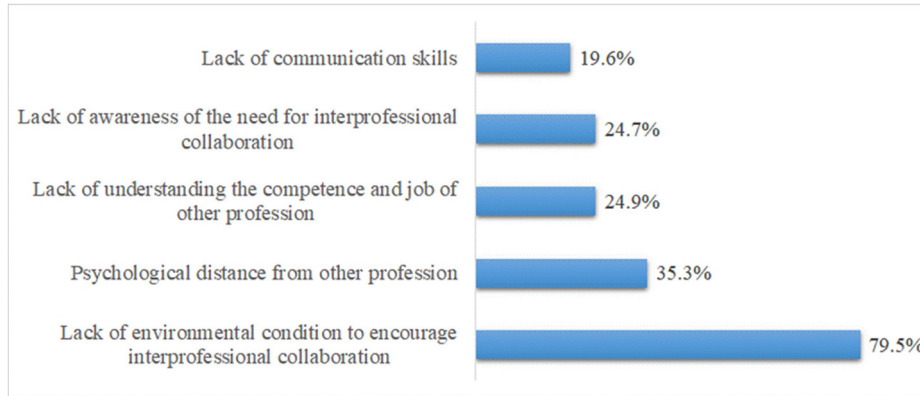 Lack of communication skills
19.6%
Lack of awareness of the need for interprofessional
collaboration
24.7%
Lack of understanding the competence and job of
other profession
24.9%
Psychological distance from other profession
35.3%
Lack of environmental condition to encourage
interprofessional collaboration
79.5%